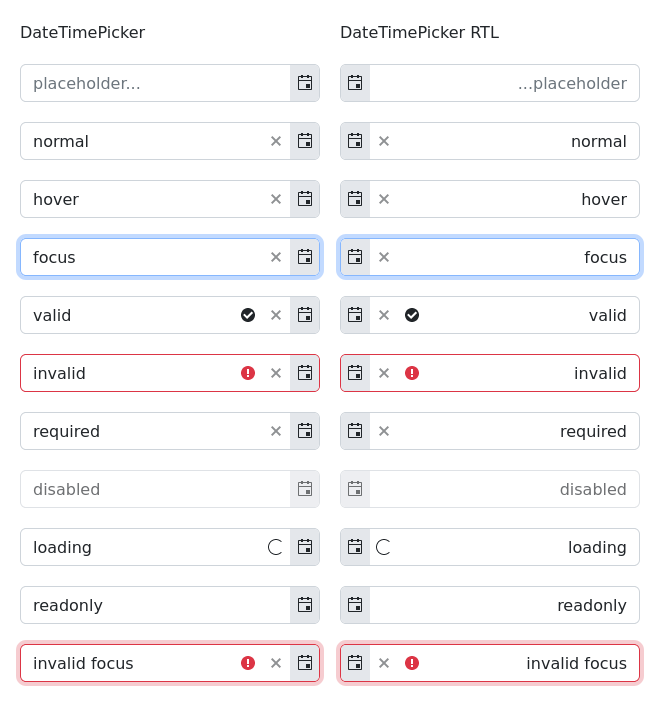 DateTimePicker
placeholder...
normal
hover
focus
valid
invalid
required
disabled
loading
readonly
invalid focus
DateTimePicker RTL
...placeholder
normal
hover
focus
valid
invalid
required
disabled
loading
readonly
invalid focus